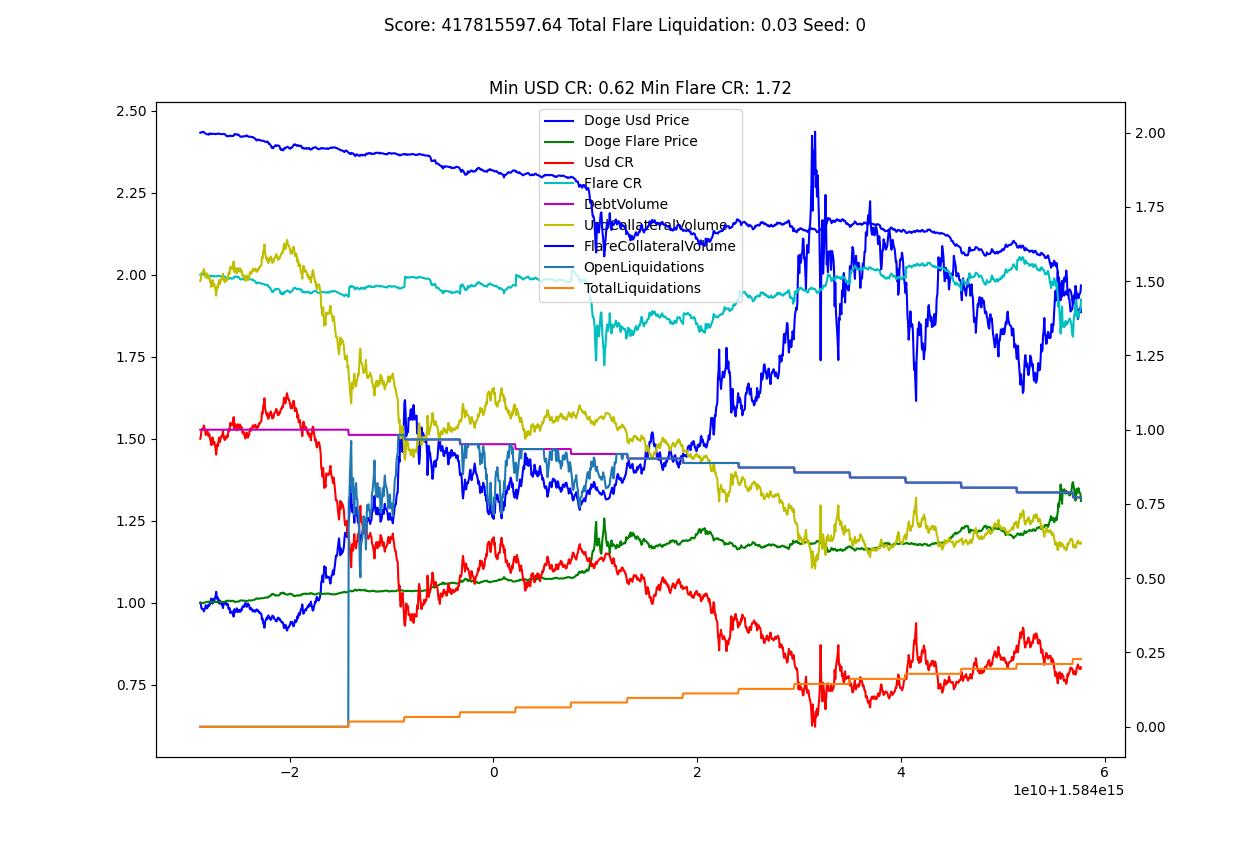 Score: 417815597.64 Total Flare Liquidation: 0.03 Seed: 0
Min USD CR: 0.62 Min Flare CR: 1.72
2.50
2.25
2.00
1.75
1.50
1.25
1.00
0.75
Doge Usd Price
Doge Flare Price
Usd CR
Flare CR
DebtVolume
UsdCollateralVolume
FlareCollateralVolume
OpenLiquidations
TotalLiquidations
2.00
1.75
1.50
1.25
1.00
0.75
0.50
0.25
0.00
−2 0 2 4 6
1e10+1.584e15